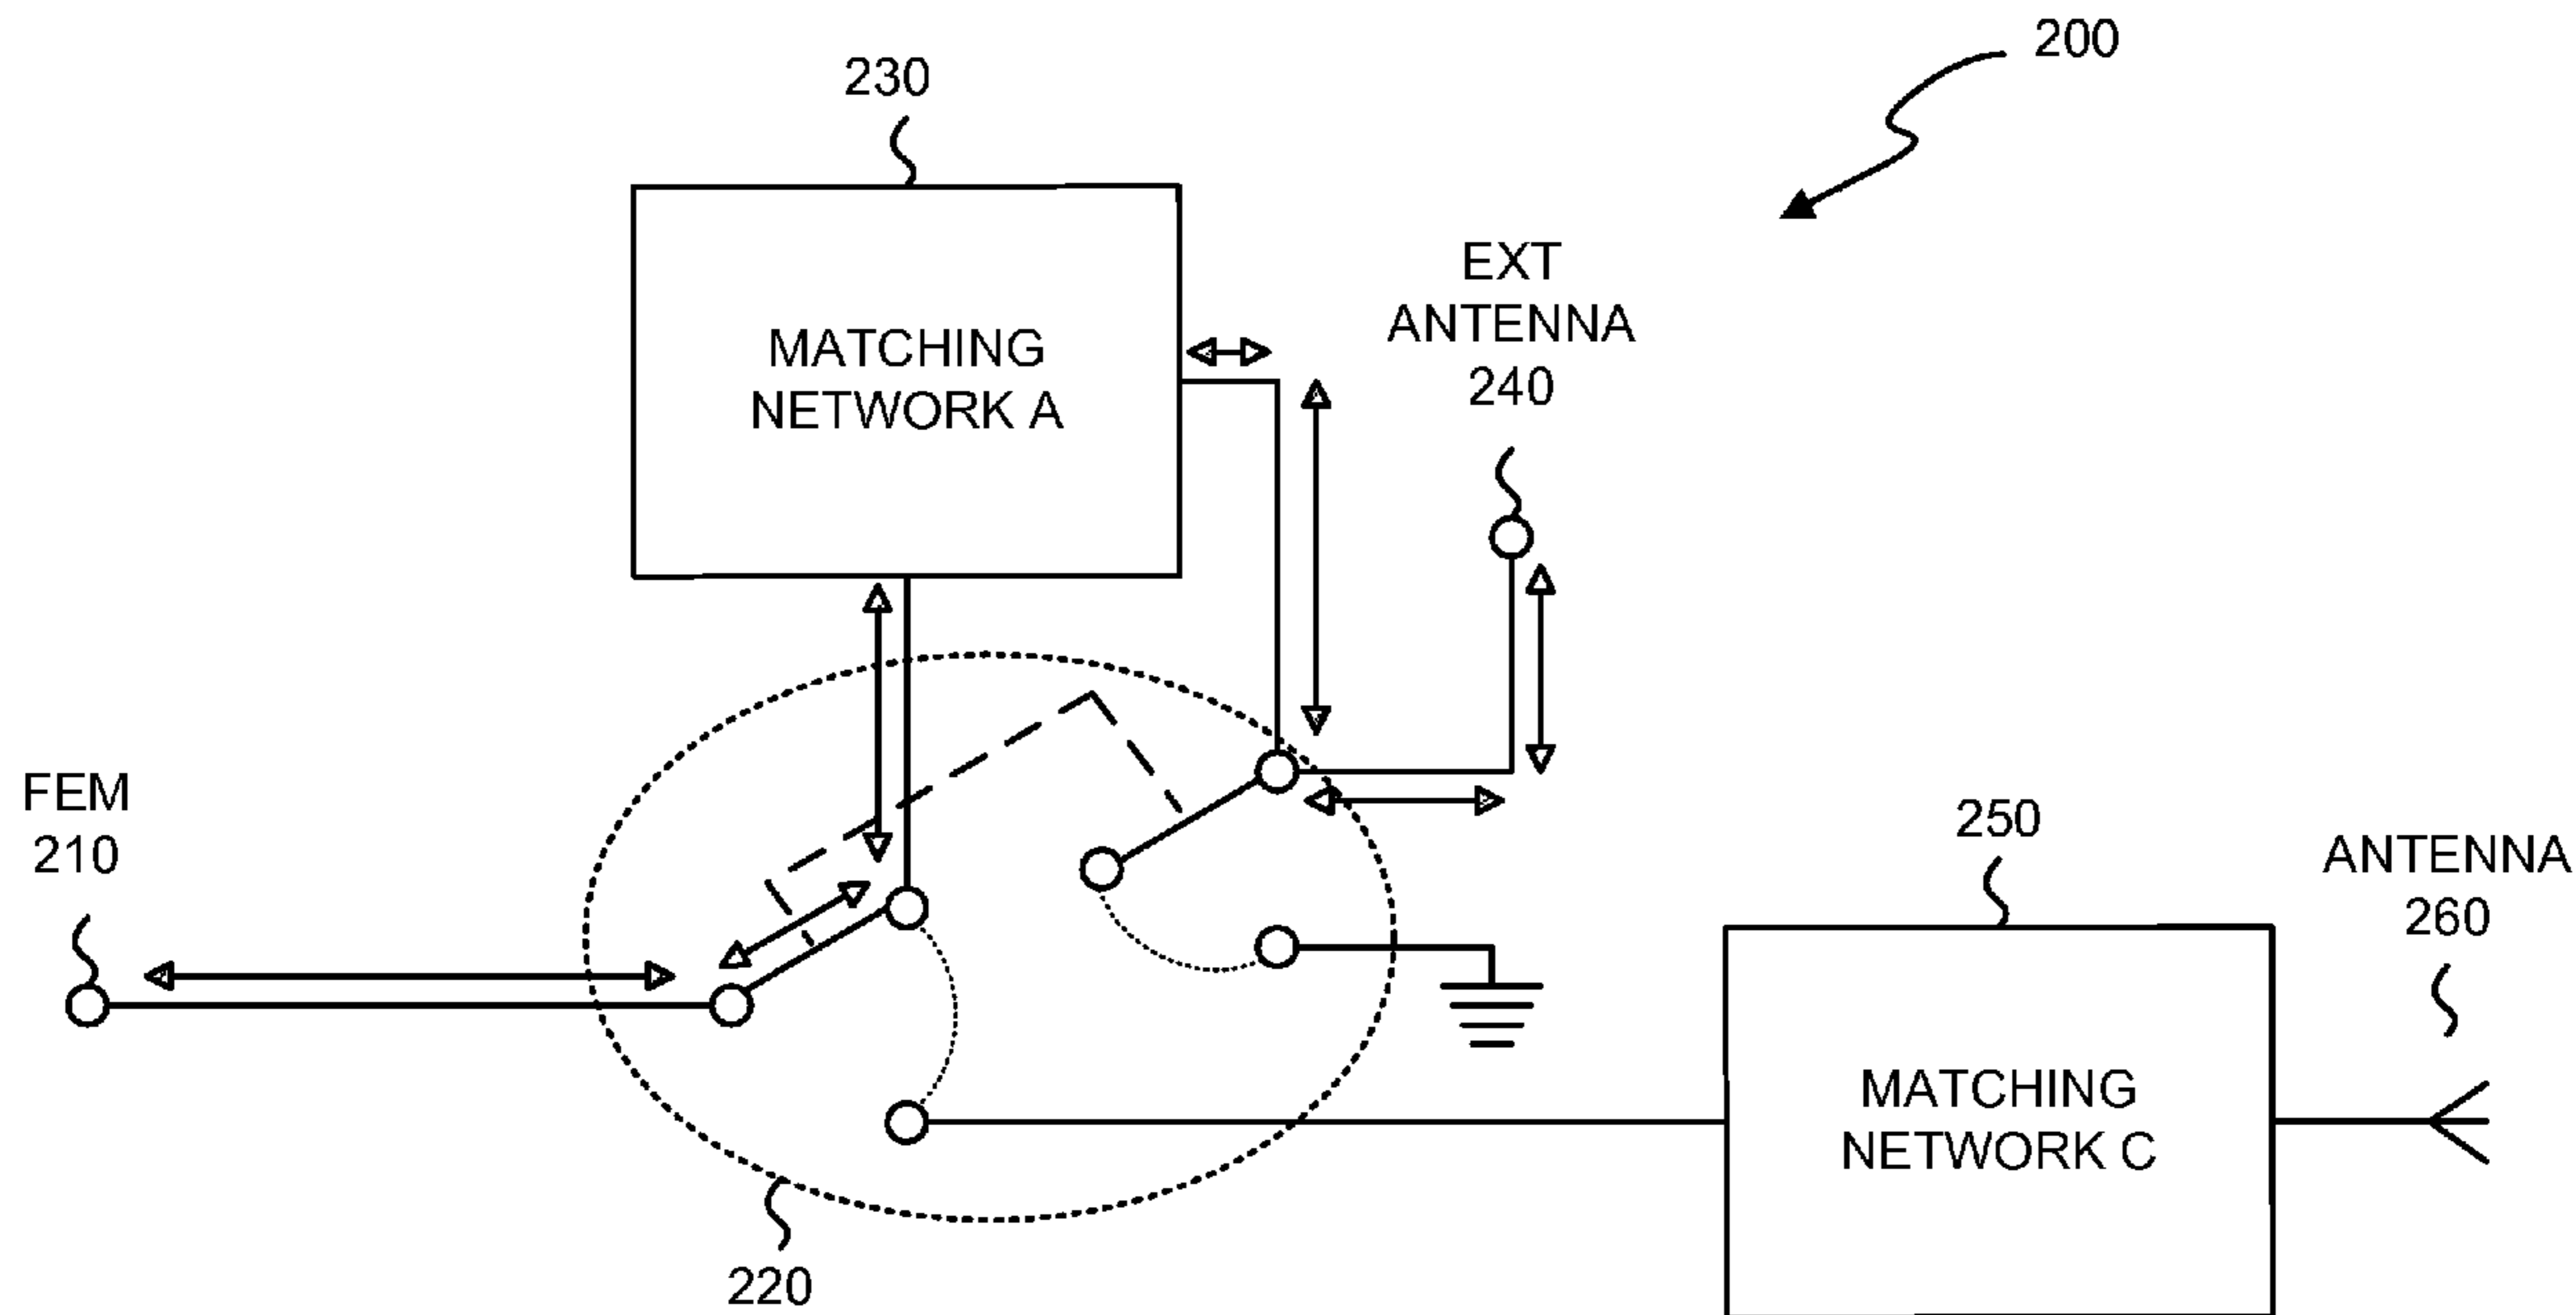 200
230
MATCHING
NETWORK A
EXT
ANTENNA
240
FEM
210
250
ANTENNA
260
MATCHING
NETWORK C
220